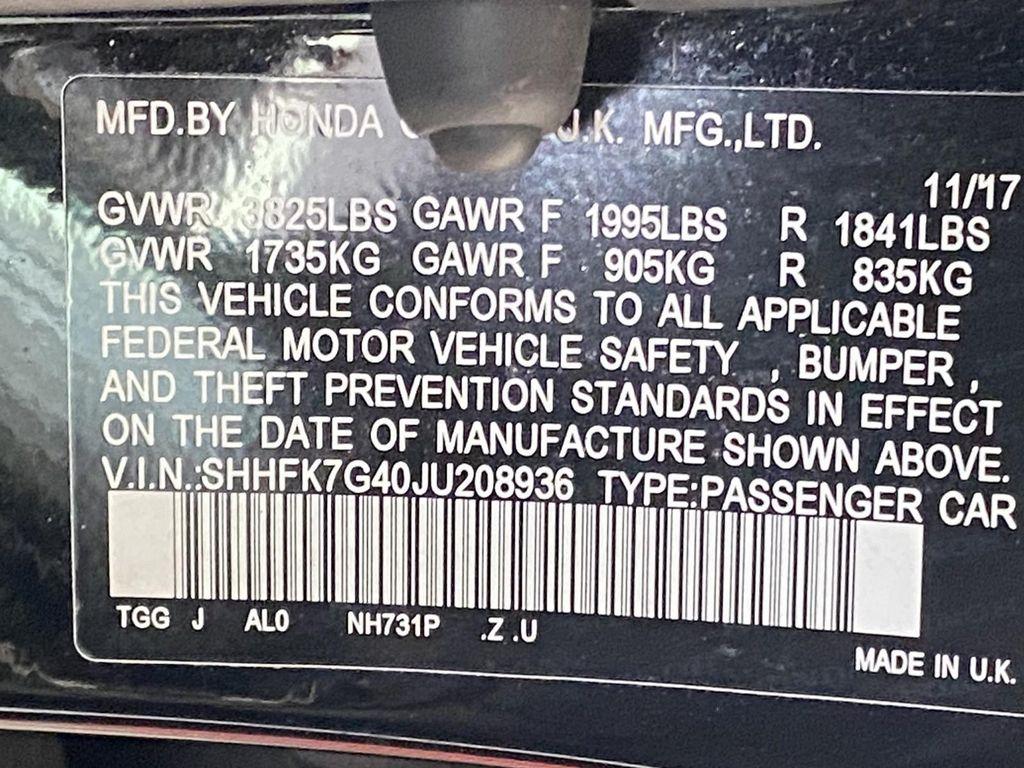 MFD.BY HONDA U.K. MFG.,LTD.
11/17
GVWR 3825LBS GAWR F 1995LBS R 1841LBS
GVWR 1735KG GAWR F 905KG R 835KG
THIS VEHICLE CONFORMS TO ALL APPLICABLE
FEDERAL MOTOR VEHICLE SAFETY , BUMPER ,
AND THEFT PREVENTION STANDARDS IN EFFECT
ON THE DATE OF MANUFACTURE SHOWN ABOVE.
V.I.N.:SHHFK7G40JU208936 TYPE:PASSENGER CAR
TGG J AL0 NH731P .Z .U
MADE IN U.K.